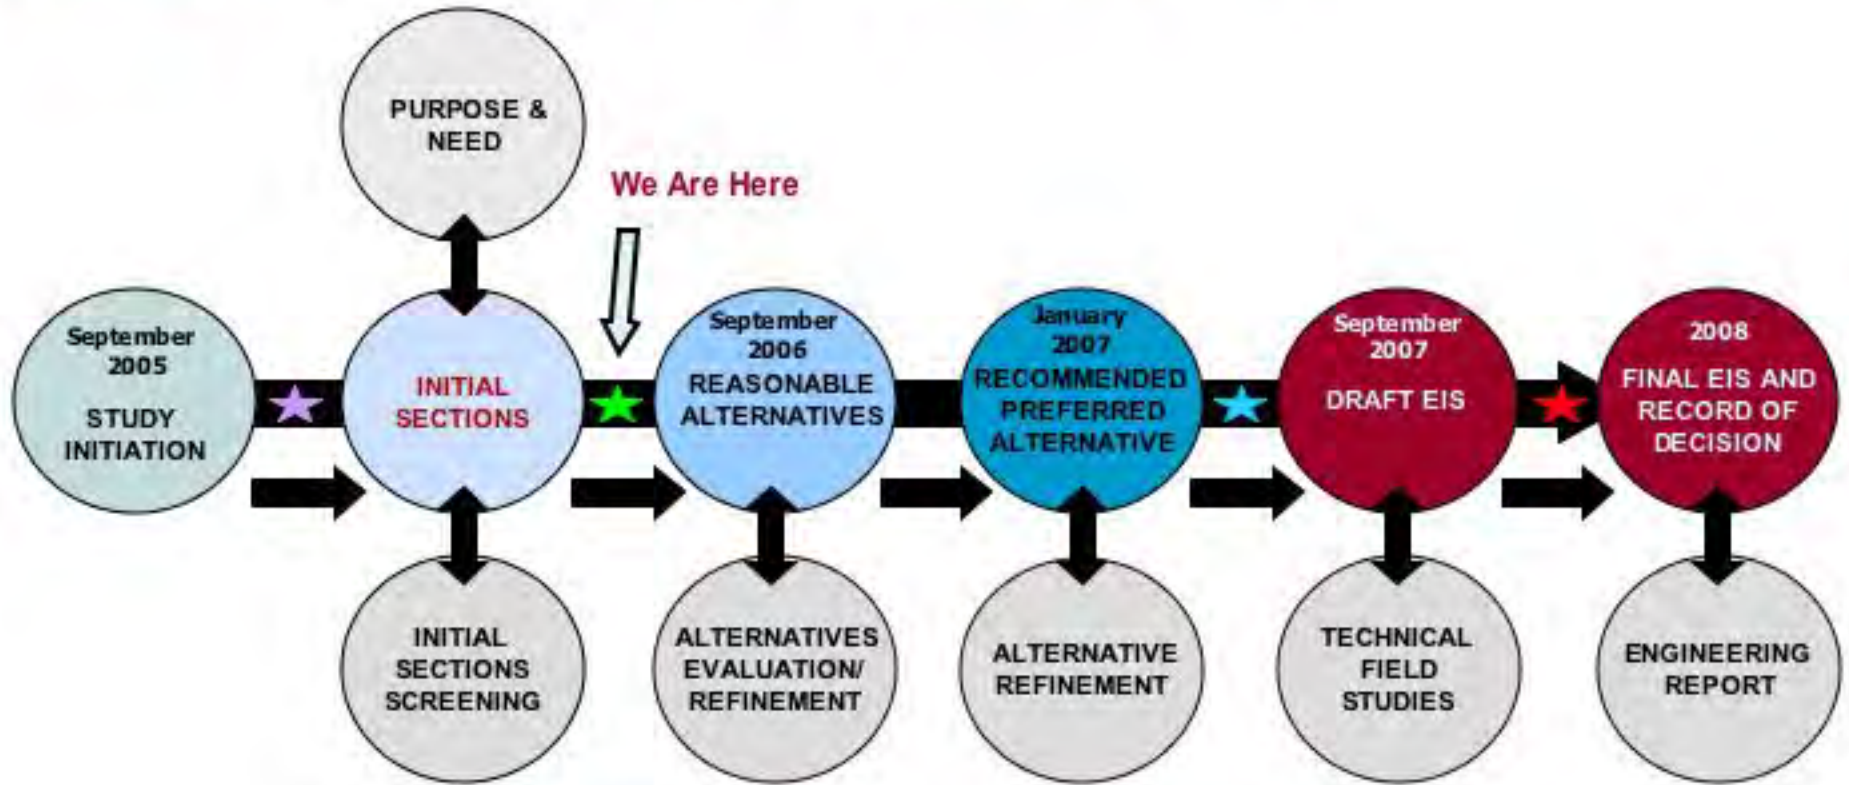 PURPOSE &
NEED
We Are Here
September
2005
STUDY
INITIATION
INITIAL
SECTIONS
September
2006
REASONABLE
ALTERNATIVES
January
2007
RECOMMENDED
PREFERRED
ALTERNATIVE
September
2007
DRAFT EIS
2008
FINAL EIS AND
RECORD OF
DECISION
INITIAL
SECTIONS
SCREENING
ALTERNATIVES
EVALUATION/
REFINEMENT
ALTERNATIVE
REFINEMENT
TECHNICAL
FIELD
STUDIES
ENGINEERING
REPORT